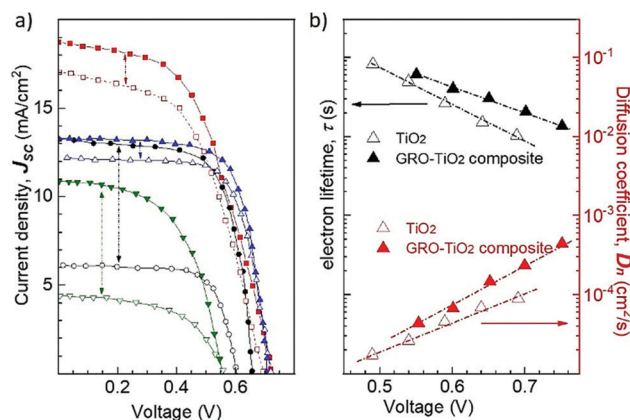 a)
Current density, Jsc (mA/cm²)
15
10
5
0.2
0.4
0.6
Voltage (V)
b)
electron lifetime, τ (s)
TiO₂
GRO-TiO₂ composite
TiO₂
GRO-TiO₂ composite
0.5
0.6
0.7
Voltage (V)
10⁻¹
10⁻²
10⁻³
10⁻⁴
Diffusion coefficient, Dn (cm²/s)